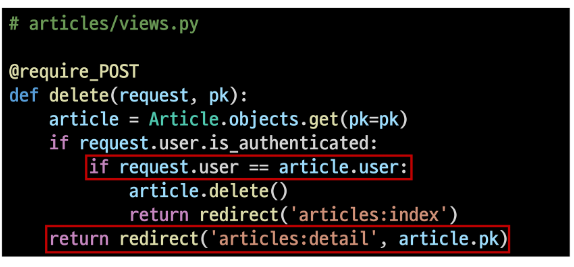 # articles/views.py

@require_POST
def delete(request, pk):
    article = Article.objects.get(pk=pk)
    if request.user.is_authenticated:
        if request.user == article.user:
            article.delete()
            return redirect('articles:index')
    return redirect('articles:detail', article.pk)